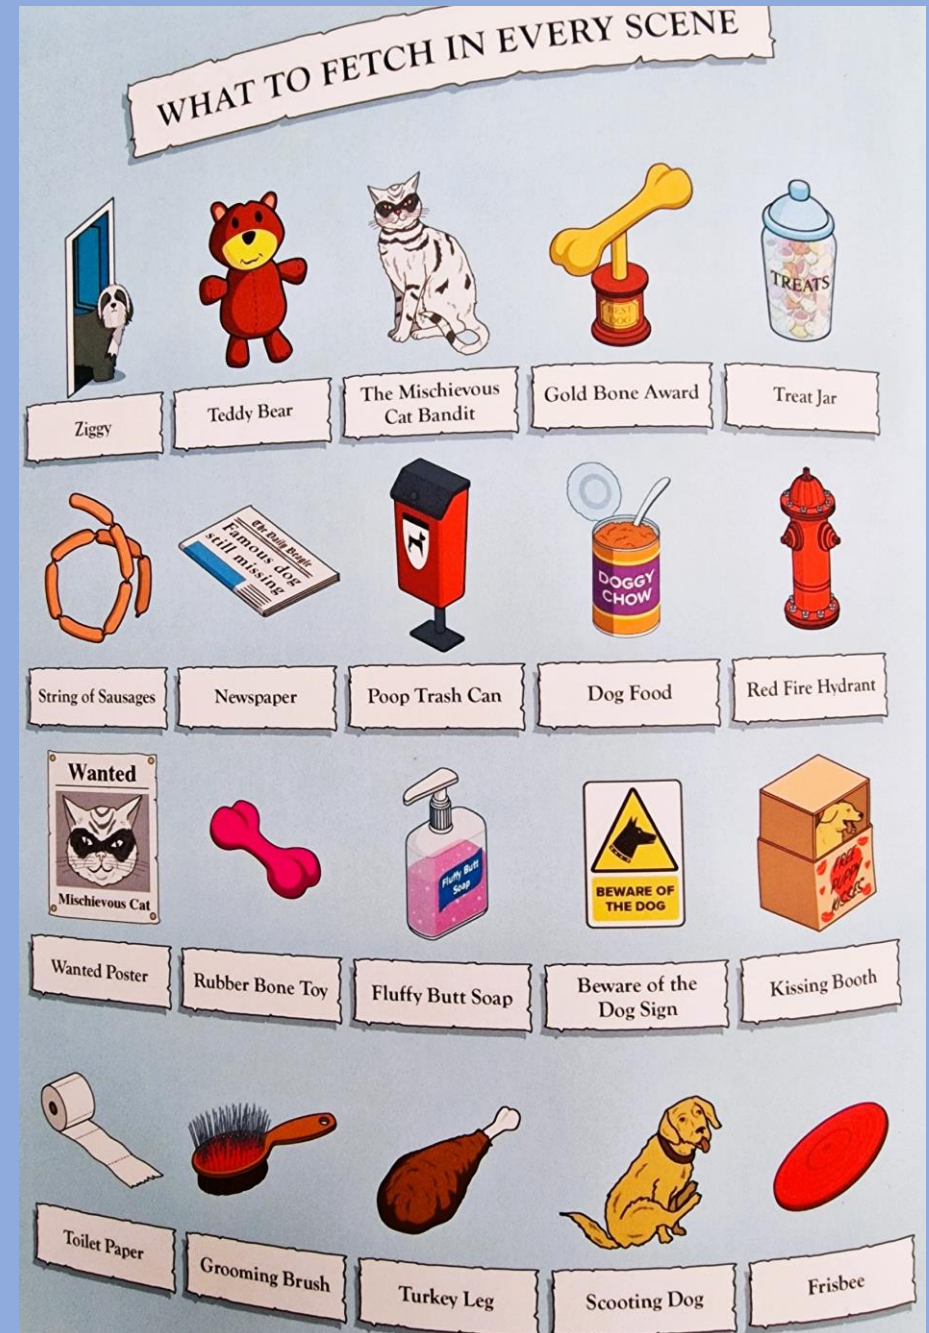 WHAT TO FETCH IN EVERY SCENE
BEST
DOG
TREATS
Ziggy
Teddy Bear
The Mischievous
Cat Bandit
Gold Bone Award
Treat Jar
The Daily Beagle
Famous dog
still missing
DOGGY
CHOW
String of Sausages
Newspaper
Poop Trash Can
Dog Food
Red Fire Hydrant
Wanted
Mischievous Cat
Fluffy Butt
Soap
BEWARE OF
THE DOG
FREE
PUPPY
KISSES
Wanted Poster
Rubber Bone Toy
Fluffy Butt Soap
Beware of the
Dog Sign
Kissing Booth
Toilet Paper
Grooming Brush
Turkey Leg
Scooting Dog
Frisbee